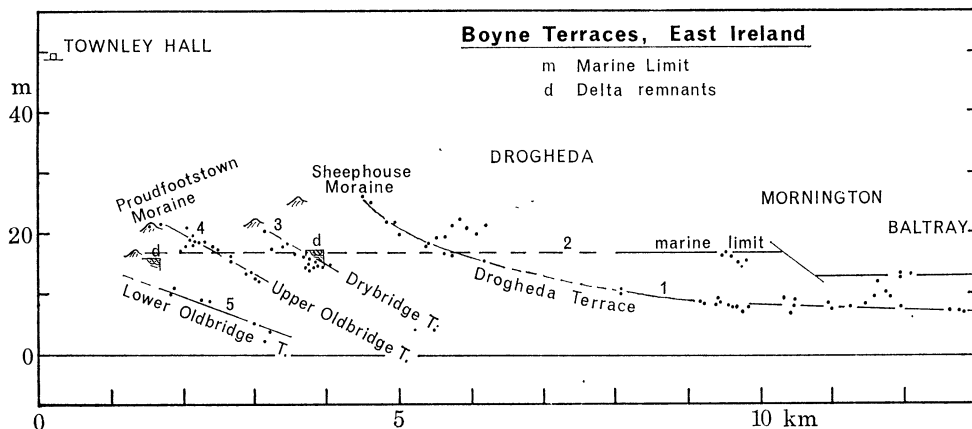 Boyne Terraces, East Ireland
TOWNLEY HALL
m Marine Limit
d Delta remnants
m
40
DROGHEDA
Sheephouse
Moraine
MORNINGTON
Proudfootstown
Moraine
4
3
d
20
2
marine limit
BALTRAY
d
Drogheda Terrace
1
Drybridge T.
Upper Oldbridge T.
5
Lower Oldbridge T.
0
0
5
10 km